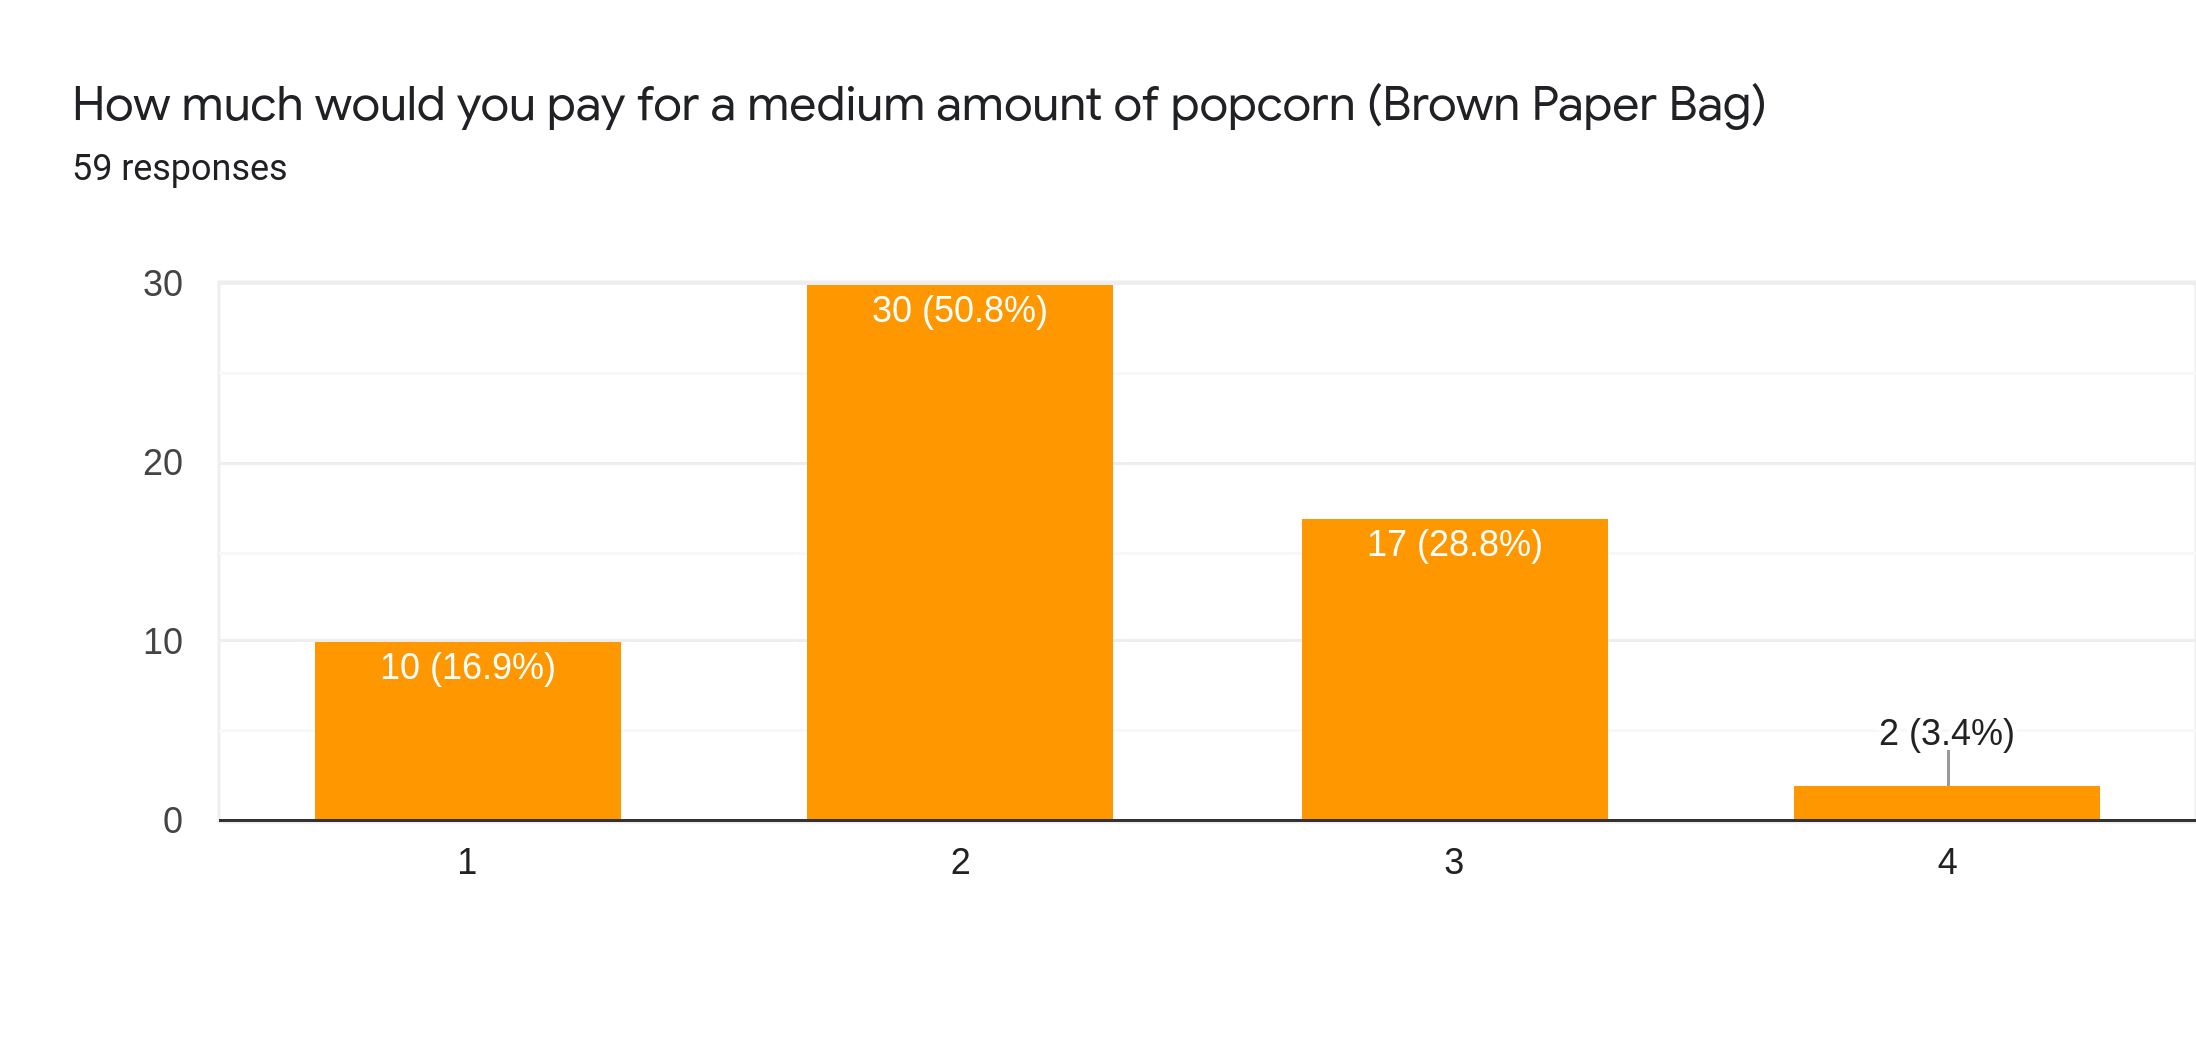 How much would you pay for a medium amount of popcorn (Brown Paper Bag)
59 responses
30
30 (50.8%)
20
17 (28.8%)
10
10 (16.9%)
2 (3.4%)
0
1 2 3 4